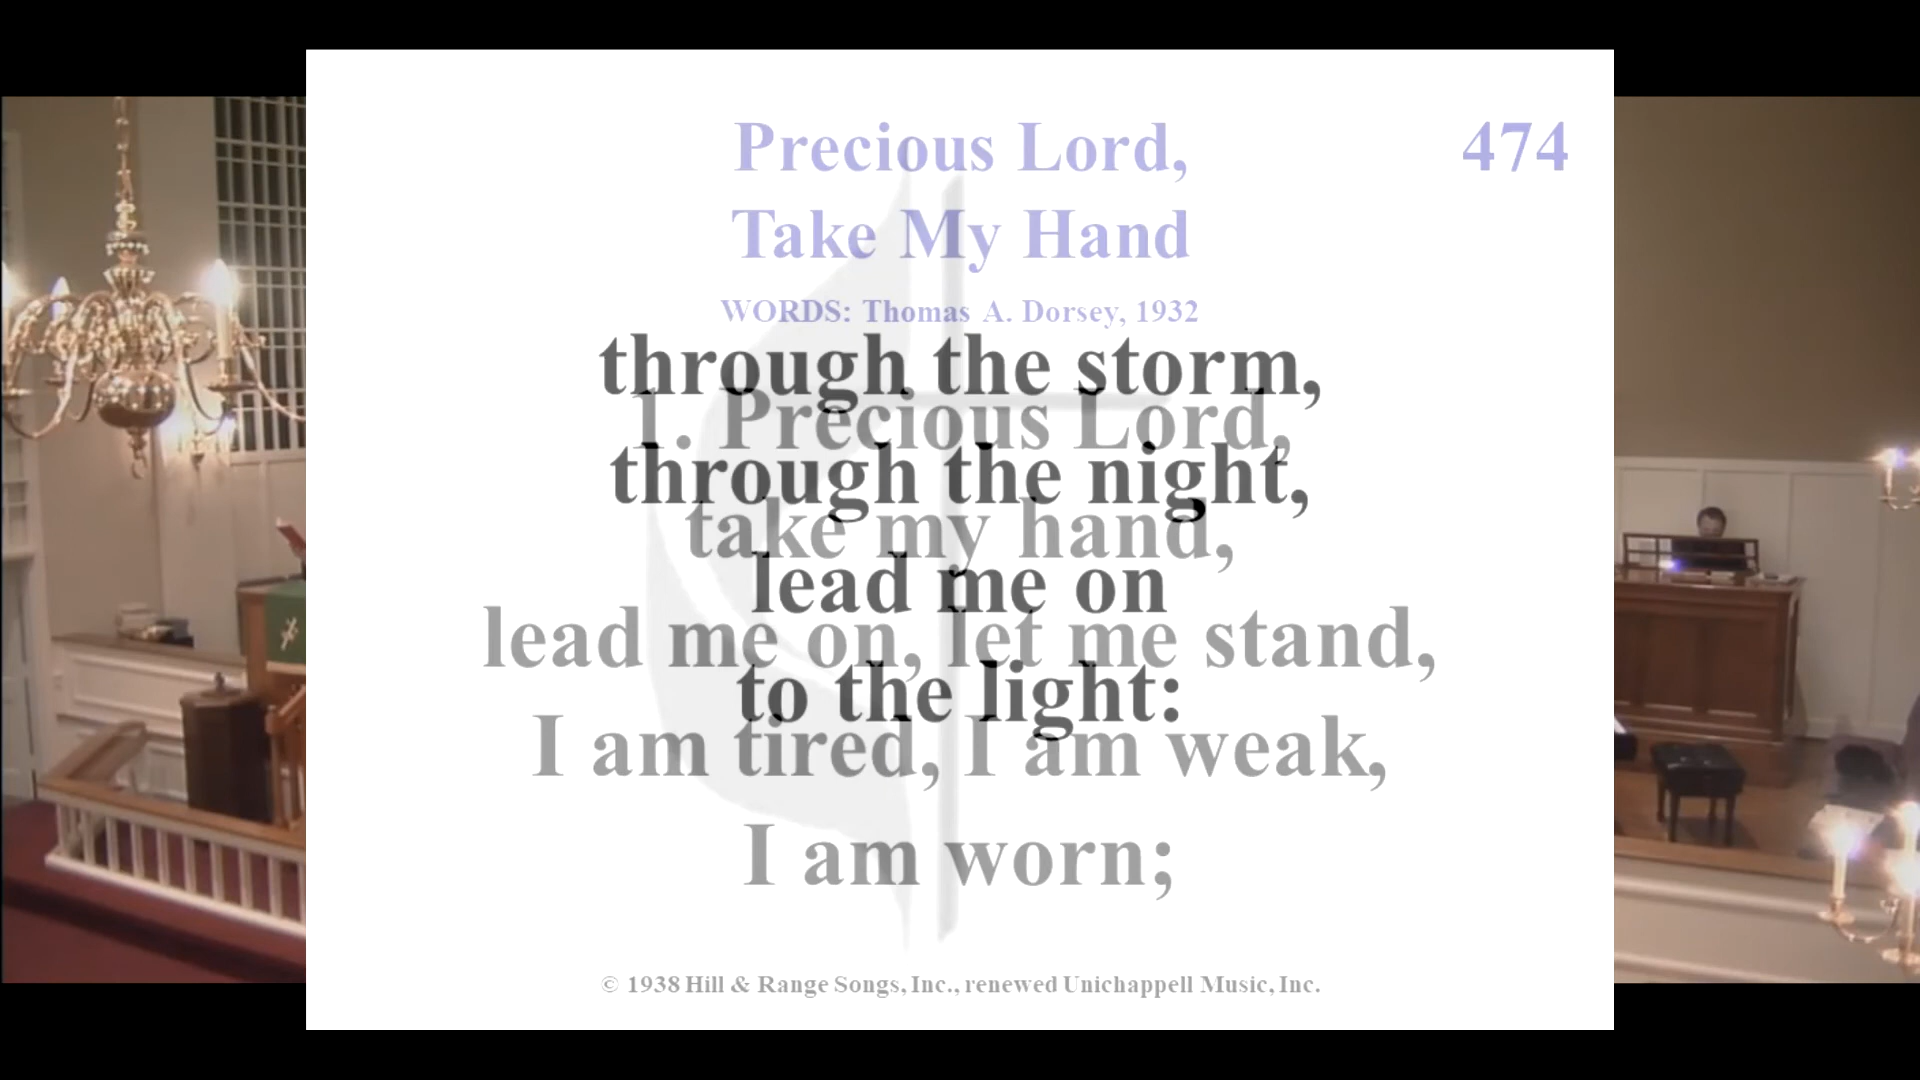 Precious Lord,
474
Take My Hand
WORDS: Thomas A. Dorsey, 1932
through the storm,
1. Precious Lord,
through the night,
take my hand,
lead me on
lead me on, let me stand,
to the light:
I am tired, I am weak,
I am worn;
© 1938 Hill & Range Songs, Inc., renewed Unichappell Music, Inc.